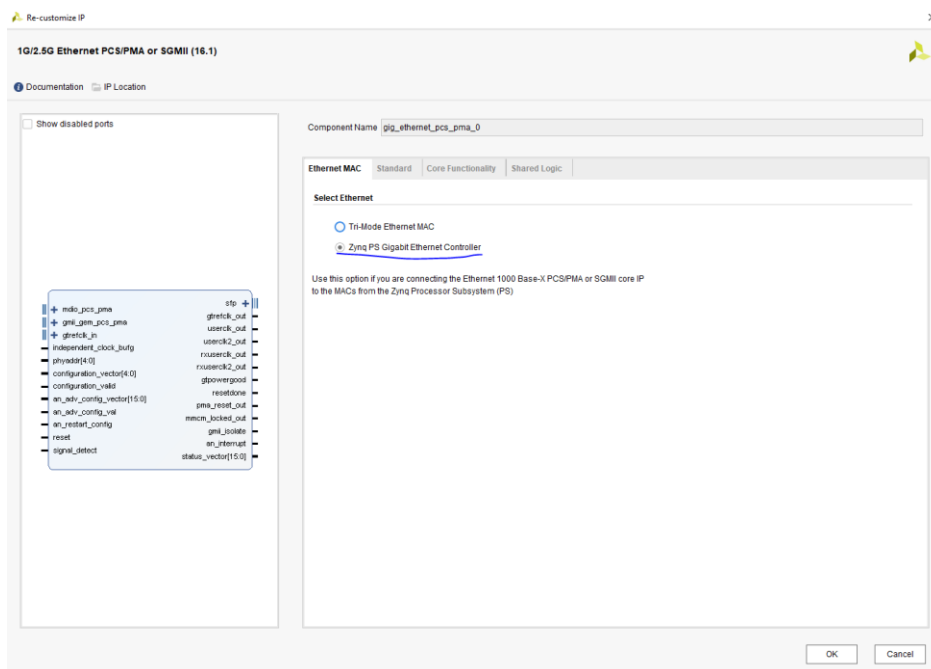 Re-customize IP
1G/2.5G Ethernet PCS/PMA or SGMII (16.1)
Documentation IP Location
Show disabled ports
mdio_pcs_pma
gmii_gem_pcs_pma
gtrefclk_in
independent_clock_bufg
phyaddr[4:0]
configuration_vector[4:0]
configuration_valid
an_adv_config_vector[15:0]
an_adv_config_val
an_restart_config
reset
signal_detect
sfp
gtrefclk_out
userclk_out
userclk2_out
rxuserclk_out
rxuserclk2_out
gtpowergood
resetdone
pma_reset_out
mmcm_locked_out
gmii_isolate
an_interrupt
status_vector[15:0]
Component Name gig_ethernet_pcs_pma_0
Ethernet MAC Standard Core Functionality Shared Logic
Select Ethernet
Tri-Mode Ethernet MAC
Zynq PS Gigabit Ethernet Controller
Use this option if you are connecting the Ethernet 1000 Base-X PCS/PMA or SGMII core IP
to the MACs from the Zynq Processor Subsystem (PS)
OK Cancel